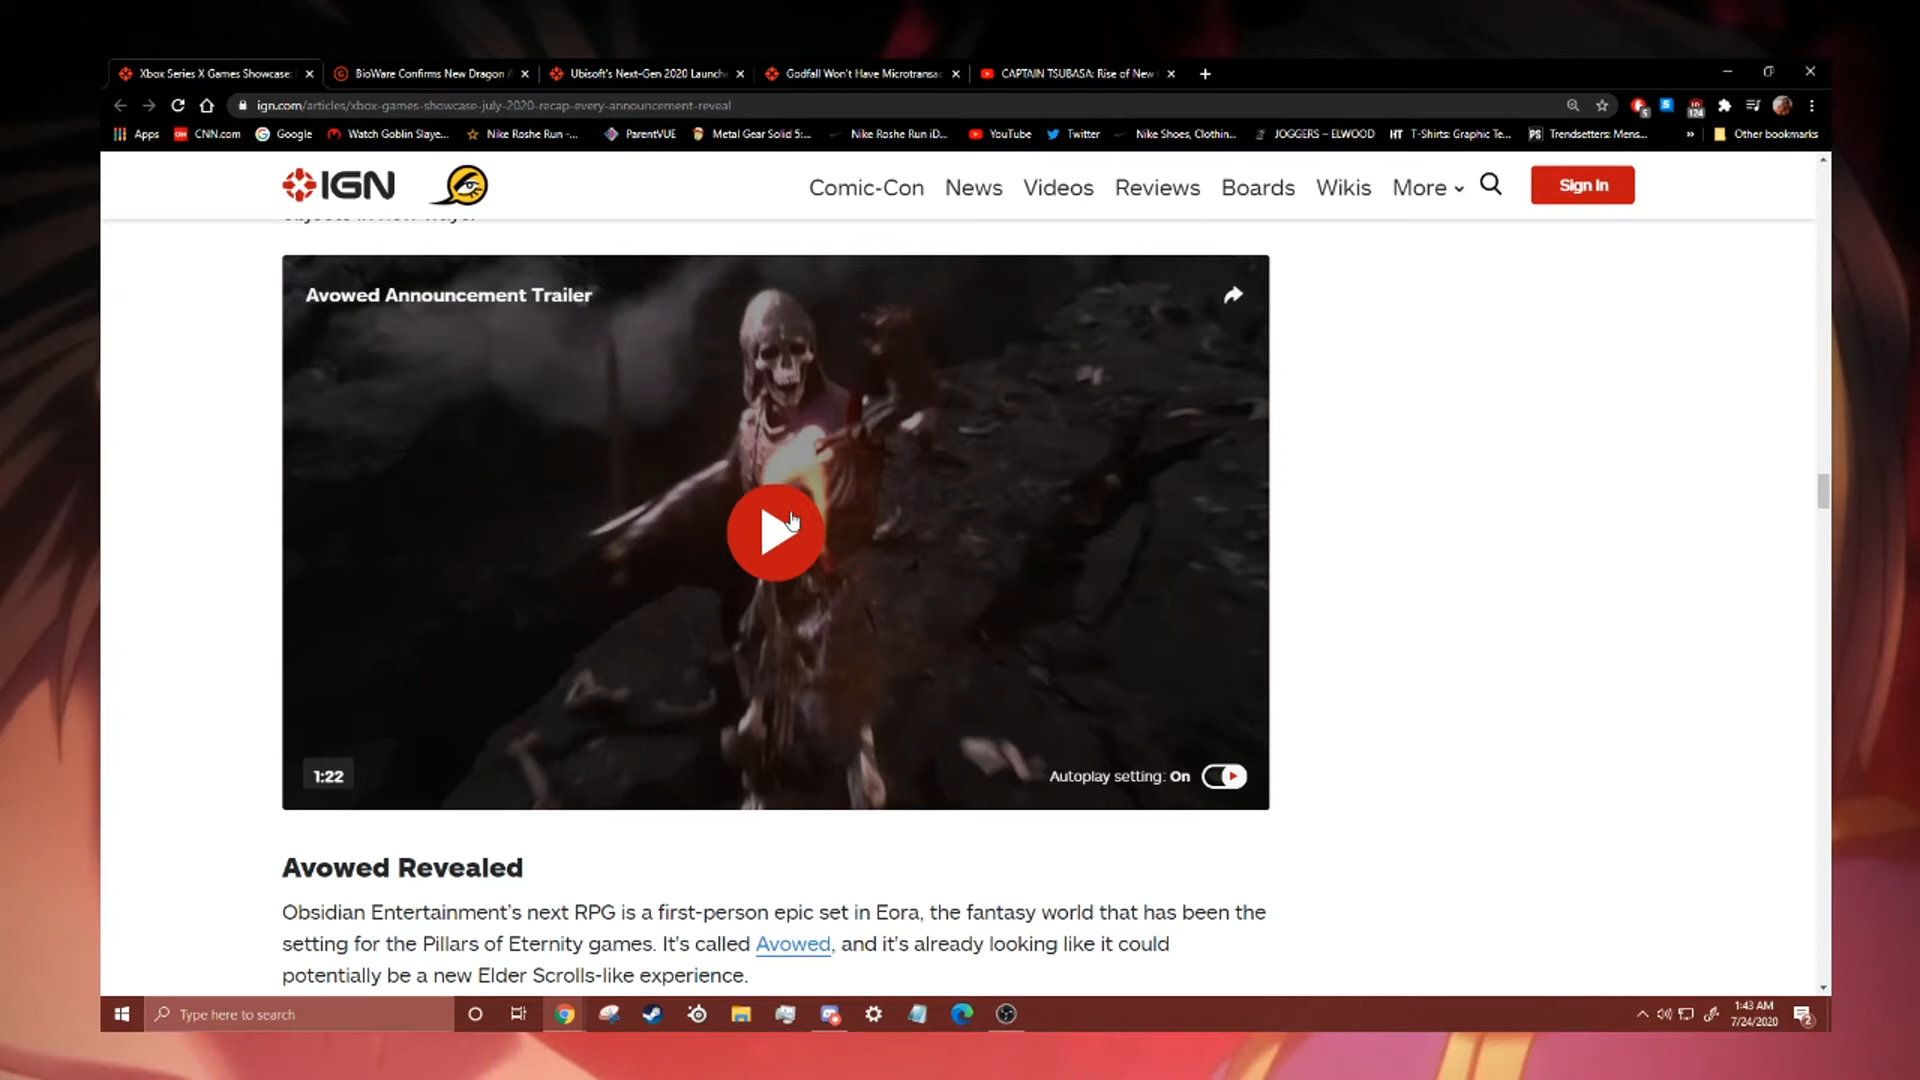 Xbox Series X Games Showcase:
BioWare Confirms New Dragon
Ubisoft's Next-Gen 2020 Launch
Godfall Won't Have Microtransac
CAPTAIN TSUBASA: Rise of New
ign.com/articles/xbox-games-showcase-july-2020-recap-every-announcement-reveal
Apps
CNN.com
Google
Watch Goblin Slaye...
Nike Roshe Run -...
ParentVUE
Metal Gear Solid 5:...
Nike Roshe Run iD...
YouTube
Twitter
Nike Shoes, Clothin...
JOGGERS – ELWOOD
HT T-Shirts: Graphic Te...
PS Trendsetters: Mens...
»
Other bookmarks
IGN
Comic-Con News Videos Reviews Boards Wikis More
Sign In
objects in new ways.
Avowed Announcement Trailer
1:22
Autoplay setting: On
Avowed Revealed
Obsidian Entertainment's next RPG is a first-person epic set in Eora, the fantasy world that has been the
setting for the Pillars of Eternity games. It's called Avowed, and it's already looking like it could
potentially be a new Elder Scrolls-like experience.
Type here to search
1:43 AM
7/24/2020
2